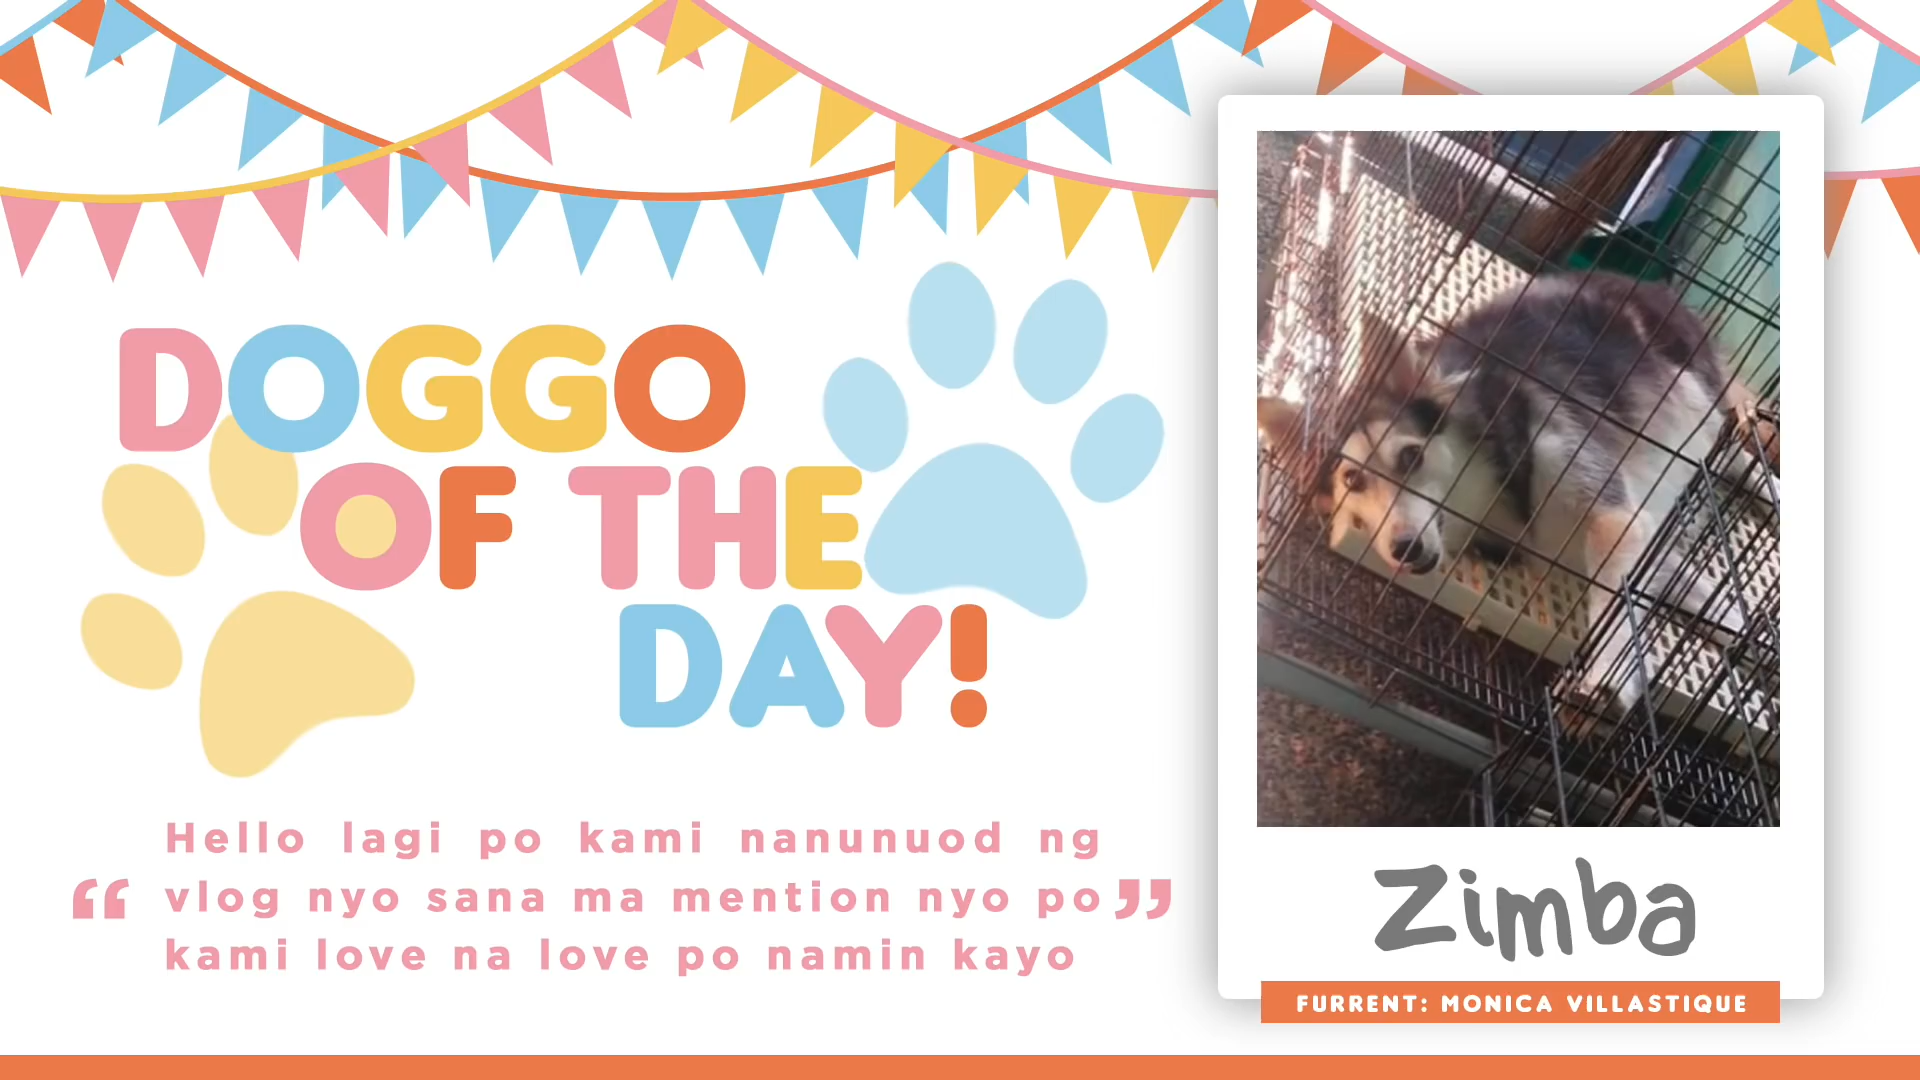 DOGGO
OF THE
DAY!
“ Hello lagi po kami nanunuod ng
vlog nyo sana ma mention nyo po
kami love na love po namin kayo ”
Zimba
FURRENT: MONICA VILLASTIQUE